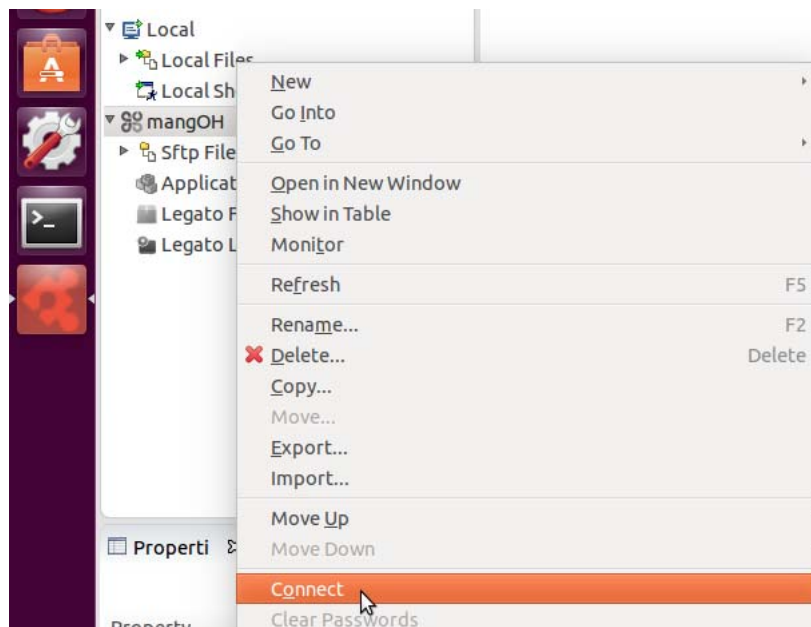 Local
Local Files
Local Sh
mangOH
Sftp File
Applicat
Legato F
Legato L
New
Go Into
Go To
Open in New Window
Show in Table
Monitor
Refresh F5
Rename... F2
Delete... Delete
Copy...
Move...
Export...
Import...
Move Up
Properti
Move Down
Connect
Clear Passwords
Property